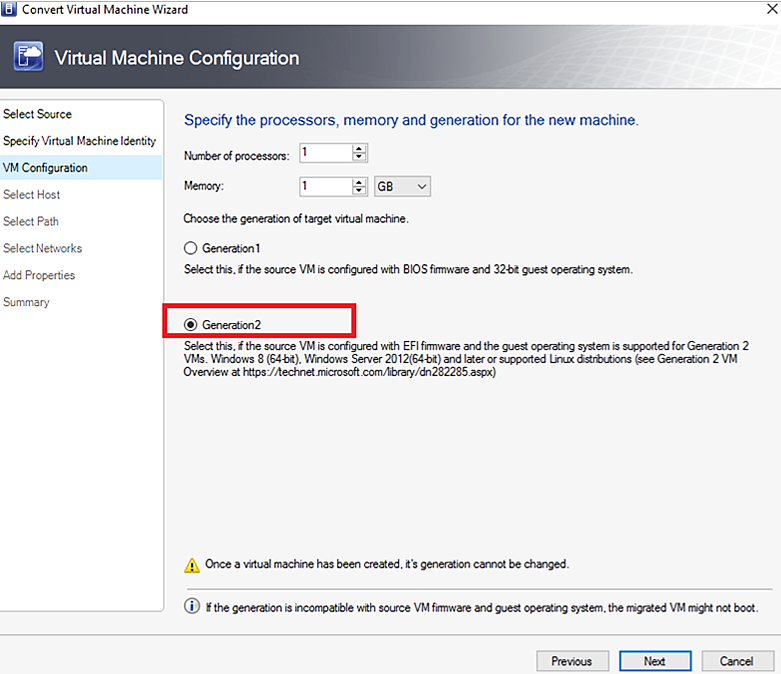 Convert Virtual Machine Wizard
Virtual Machine Configuration
Select Source
Specify Virtual Machine Identity
VM Configuration
Select Host
Select Path
Select Networks
Add Properties
Summary
Specify the processors, memory and generation for the new machine.
Number of processors: 1
Memory: 1 GB
Choose the generation of target virtual machine.
Generation1
Select this, if the source VM is configured with BIOS firmware and 32-bit guest operating system.
Generation2
Select this, if the source VM is configured with EFI firmware and the guest operating system is supported for Generation 2
VMs. Windows 8 (64-bit), Windows Server 2012(64-bit) and later or supported Linux distributions (see Generation 2 VM
Overview at https://technet.microsoft.com/library/dn282285.aspx)
Once a virtual machine has been created, it's generation cannot be changed.
If the generation is incompatible with source VM firmware and guest operating system, the migrated VM might not boot.
Previous Next Cancel